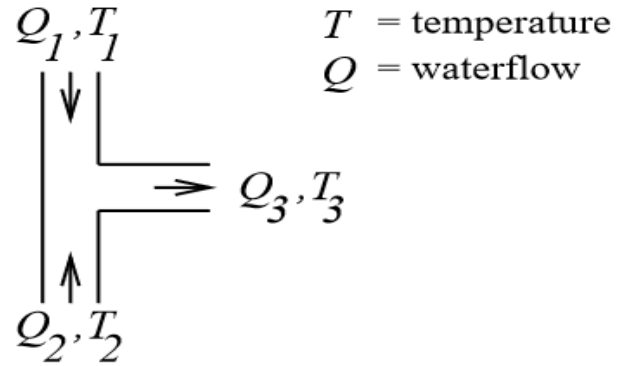 Q1,T1
T = temperature
Q = waterflow
Q3,T3
Q2,T2